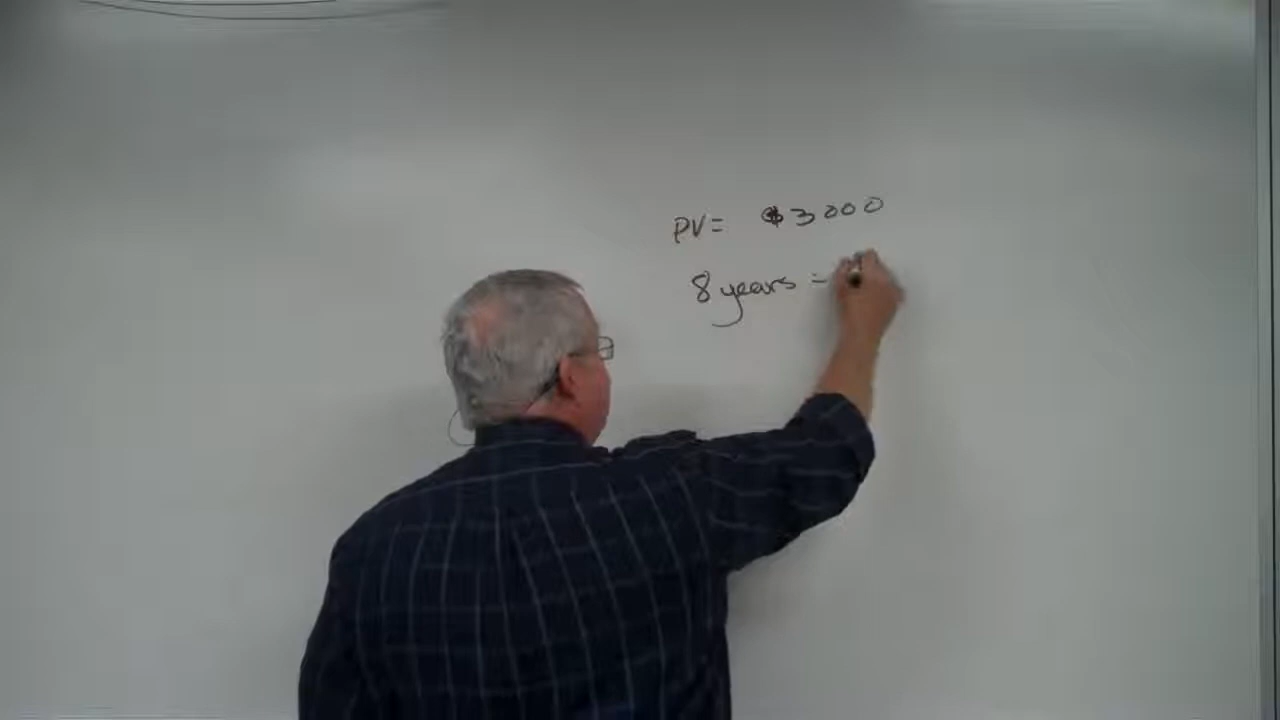 PV= $3000
8 years =